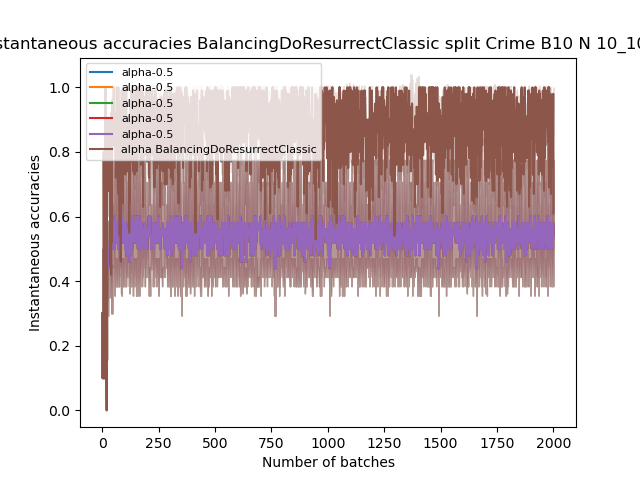 stantaneous accuracies BalancingDoResurrectClassic split Crime B10 N 10_10
alpha-0.5
alpha-0.5
alpha-0.5
alpha-0.5
alpha-0.5
alpha BalancingDoResurrectClassic
Instantaneous accuracies
1.0
0.8
0.6
0.4
0.2
0.0
0 250 500 750 1000 1250 1500 1750 2000
Number of batches